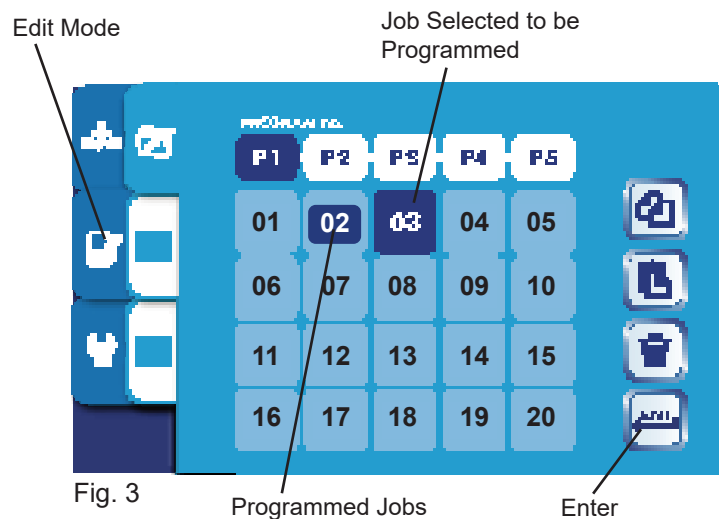 Edit Mode
Job Selected to be
Programmed
P1 P2 P3 P4 P5
01 02 03 04 05
06 07 08 09 10
11 12 13 14 15
16 17 18 19 20
Fig. 3
Programmed Jobs
Enter